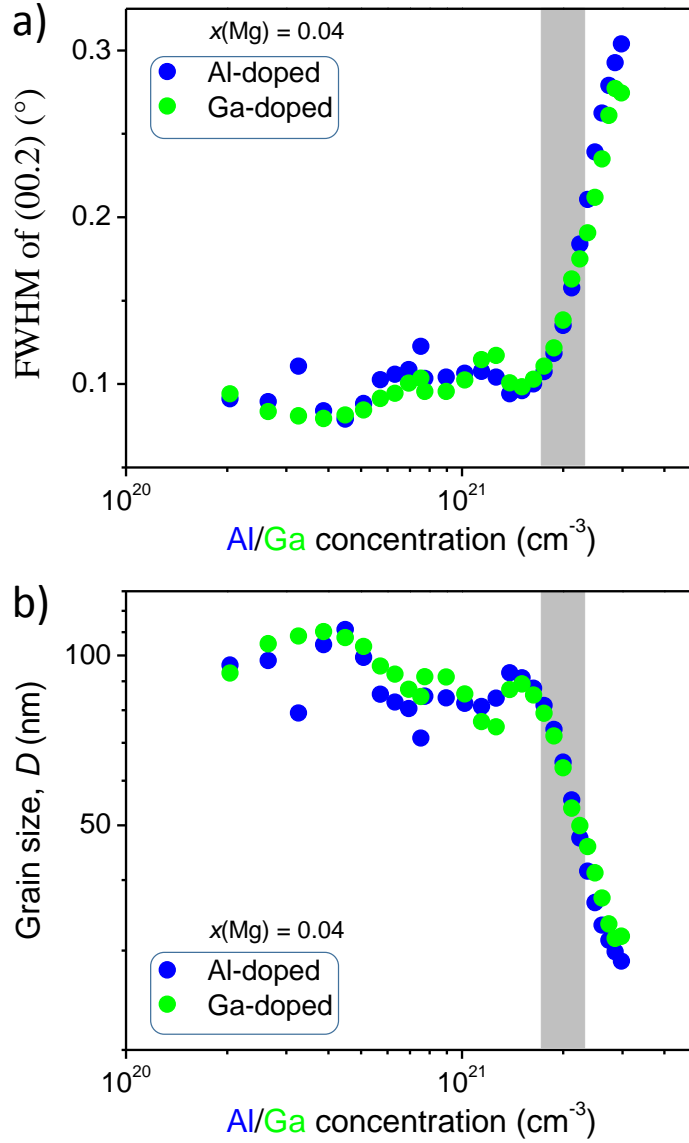 a)
x(Mg) = 0.04
Al-doped
Ga-doped
0.3
0.2
0.1
FWHM of (00.2) (°)
10^20
10^21
Al/Ga concentration (cm^-3)
b)
100
50
Grain size, D (nm)
x(Mg) = 0.04
Al-doped
Ga-doped
10^20
10^21
Al/Ga concentration (cm^-3)